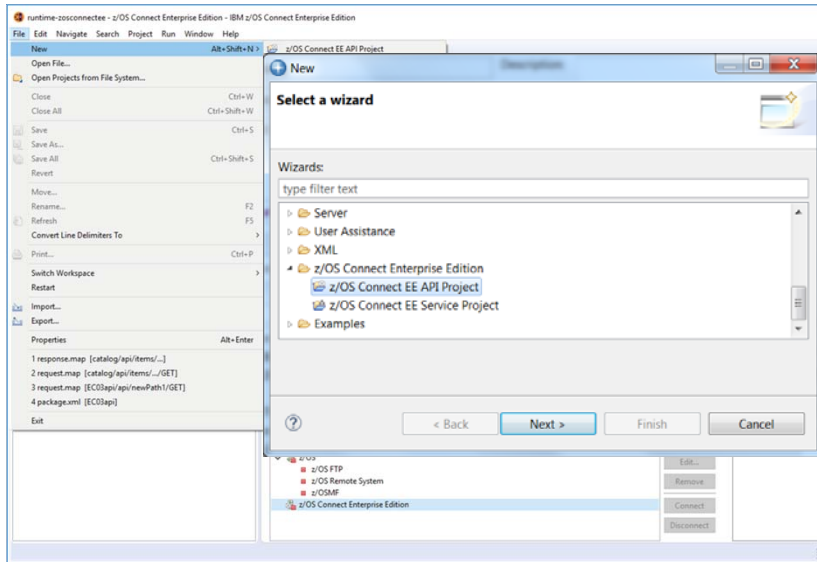 runtime-zosconnectee - z/OS Connect Enterprise Edition - IBM z/OS Connect Enterprise Edition
File Edit Navigate Search Project Run Window Help
New Alt+Shift+N >
z/OS Connect EE API Project
Open File...
Open Projects from File System...
Close Ctrl+W
Close All Ctrl+Shift+W
Save Ctrl+S
Save As...
Save All Ctrl+Shift+S
Revert
Move...
Rename... F2
Refresh F5
Convert Line Delimiters To >
Print... Ctrl+P
Switch Workspace >
Restart
Import...
Export...
Properties Alt+Enter
1 response.map [catalog/api/items/...]
2 request.map [catalog/api/items/.../GET]
3 request.map [EC03api/api/newPath1/GET]
4 package.xml [EC03api]
Exit
New
Description
Select a wizard
Wizards:
type filter text
Server
User Assistance
XML
z/OS Connect Enterprise Edition
z/OS Connect EE API Project
z/OS Connect EE Service Project
Examples
?
< Back
Next >
Finish
Cancel
z/OS
z/OS FTP
z/OS Remote System
z/OSMF
z/OS Connect Enterprise Edition
Edit...
Remove
Connect
Disconnect